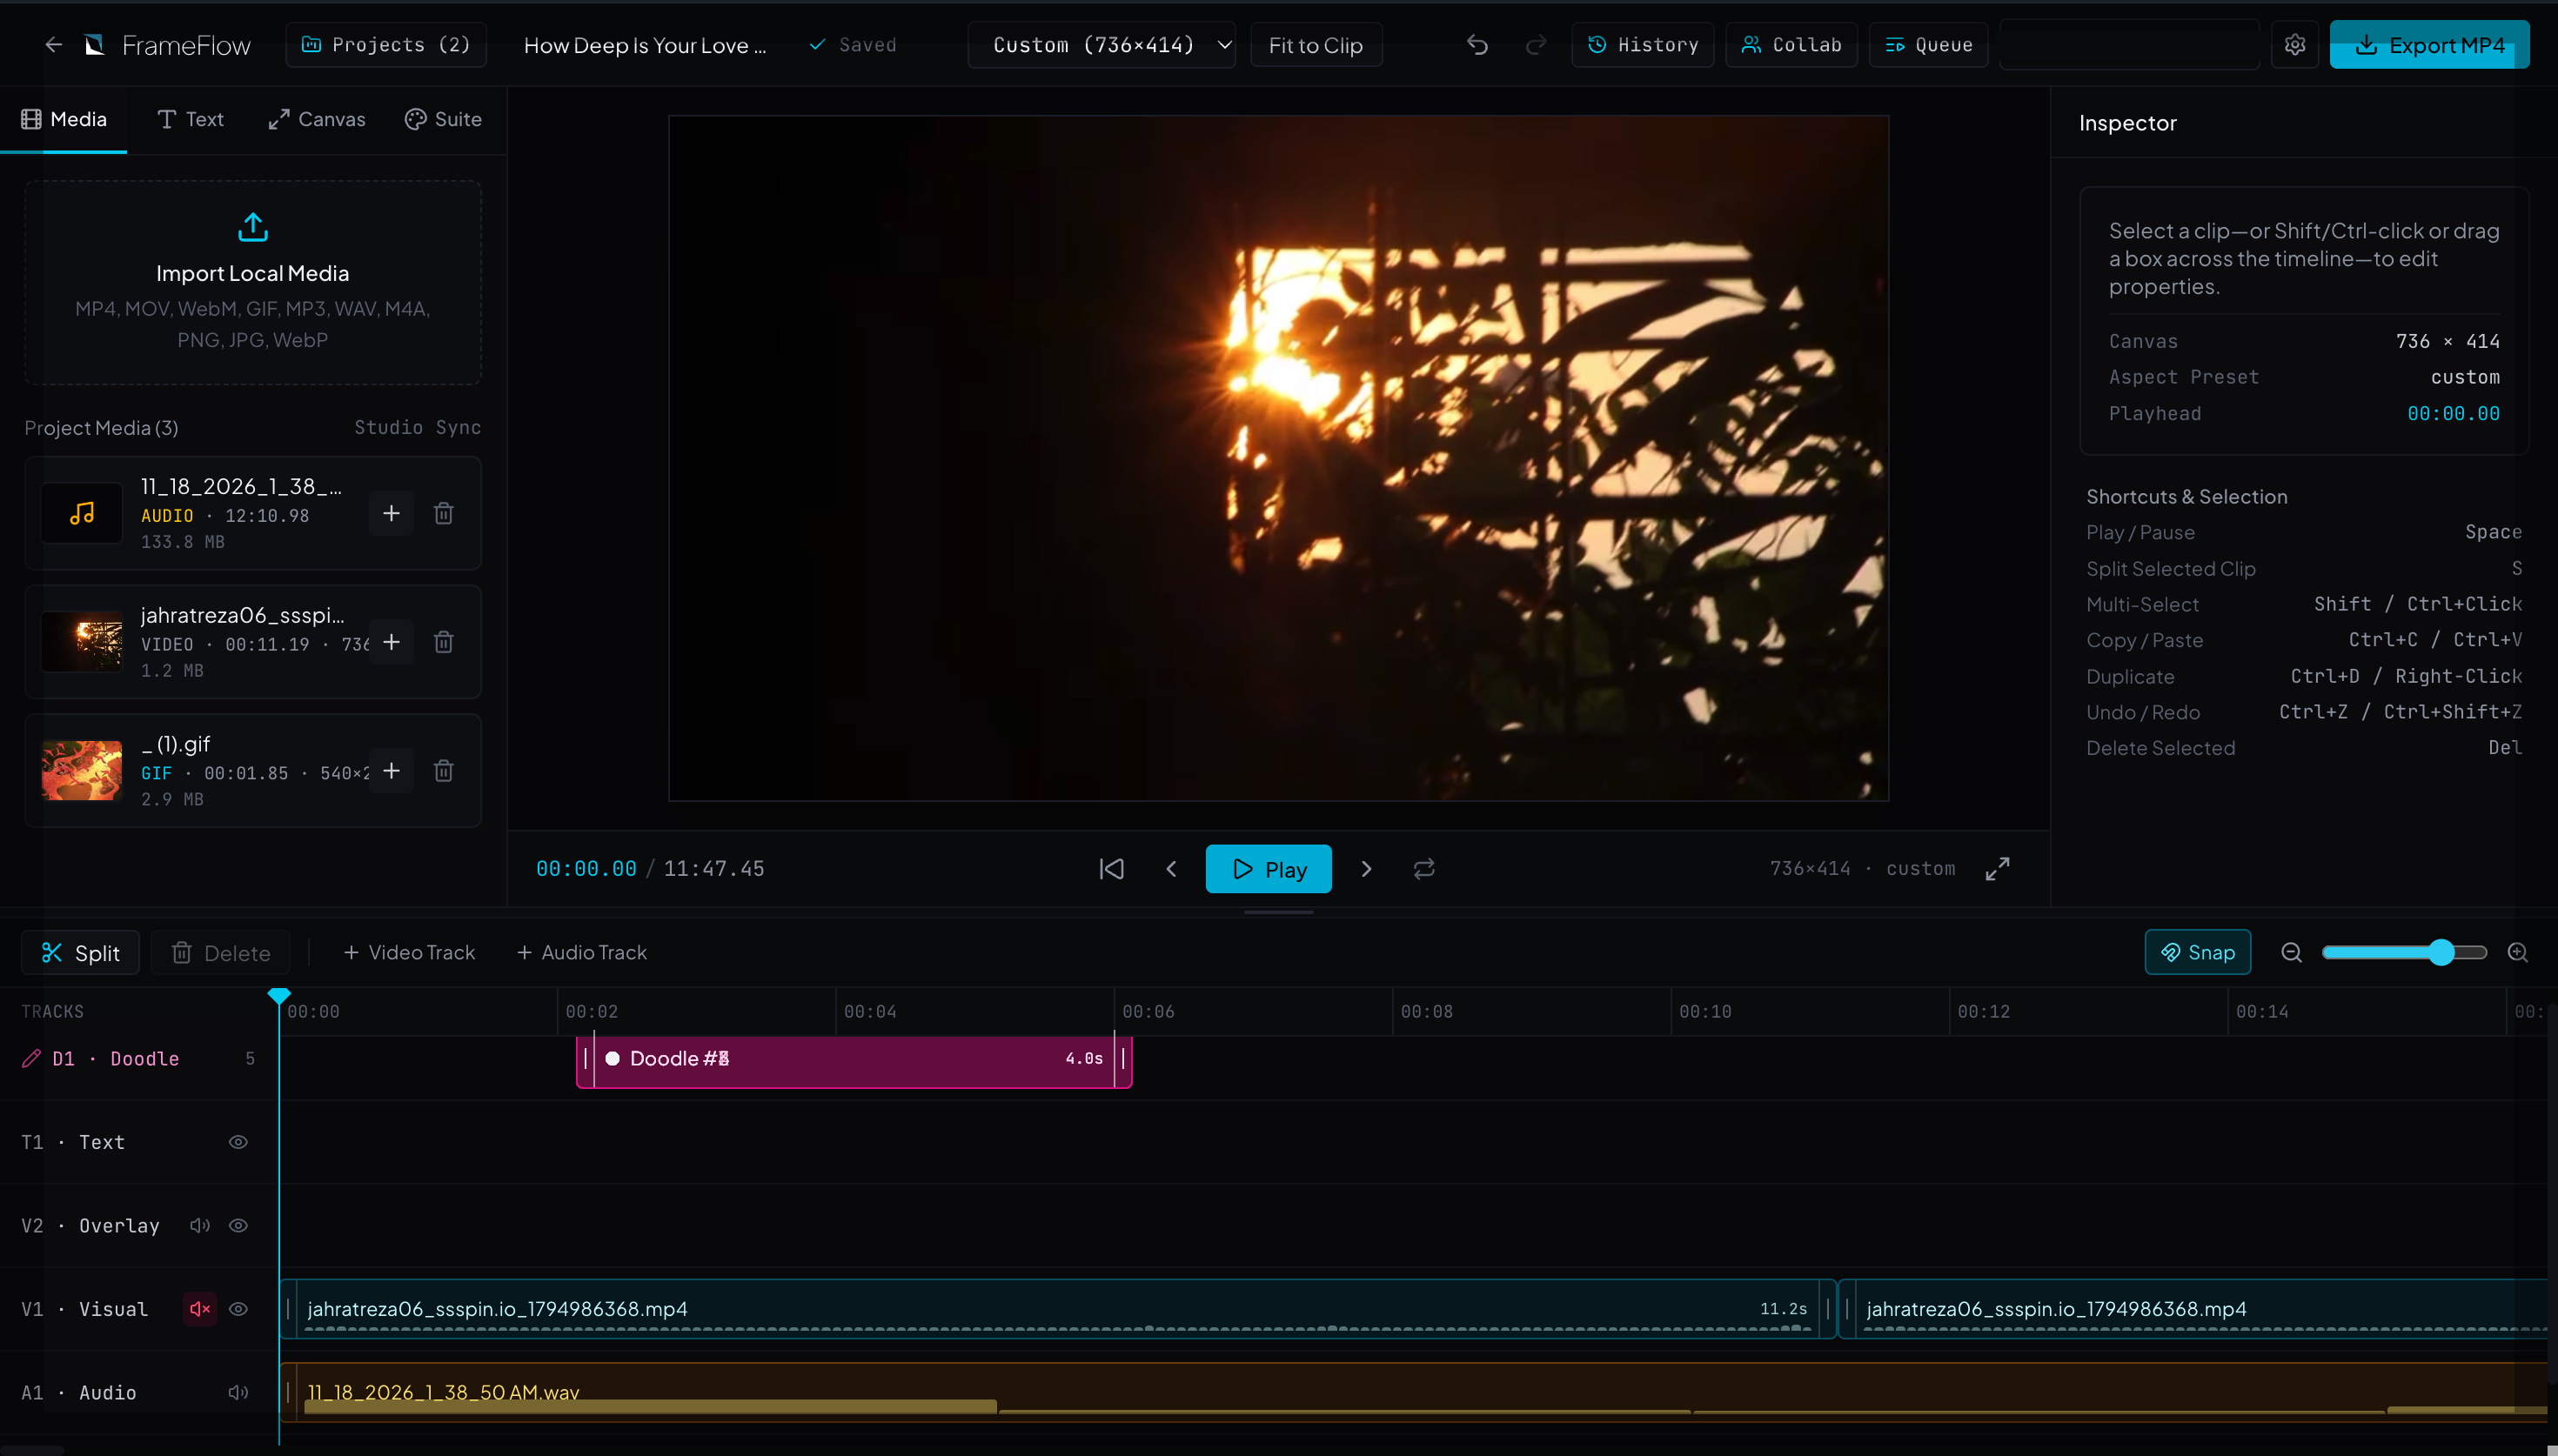 FrameFlow
Projects (2)
How Deep Is Your Love ...
Saved
Custom (736×414)
Fit to Clip
History
Collab
Queue
Export MP4
Media
Text
Canvas
Suite
Import Local Media
MP4, MOV, WebM, GIF, MP3, WAV, M4A,
PNG, JPG, WebP
Project Media (3)
Studio Sync
11_18_2026_1_38_...
AUDIO · 12:10.98
133.8 MB
jahratreza06_ssspi...
VIDEO · 00:11.19 · 736
1.2 MB
_ (1).gif
GIF · 00:01.85 · 540×2
2.9 MB
00:00.00 / 11:47.45
Play
736×414 · custom
Inspector
Select a clip—or Shift/Ctrl-click or drag
a box across the timeline—to edit
properties.
Canvas 736 × 414
Aspect Preset custom
Playhead 00:00.00
Shortcuts & Selection
Play / Pause Space
Split Selected Clip S
Multi-Select Shift / Ctrl+Click
Copy / Paste Ctrl+C / Ctrl+V
Duplicate Ctrl+D / Right-Click
Undo / Redo Ctrl+Z / Ctrl+Shift+Z
Delete Selected Del
Split
Delete
+ Video Track
+ Audio Track
Snap
TRACKS
00:00 00:02 00:04 00:06 00:08 00:10 00:12 00:14 00:
D1 · Doodle 5
Doodle 4.0s
T1 · Text
V2 · Overlay
V1 · Visual
jahratreza06_ssspin.io_1794986368.mp4 11.2s
jahratreza06_ssspin.io_1794986368.mp4
A1 · Audio
11_18_2026_1_38_50 AM.wav